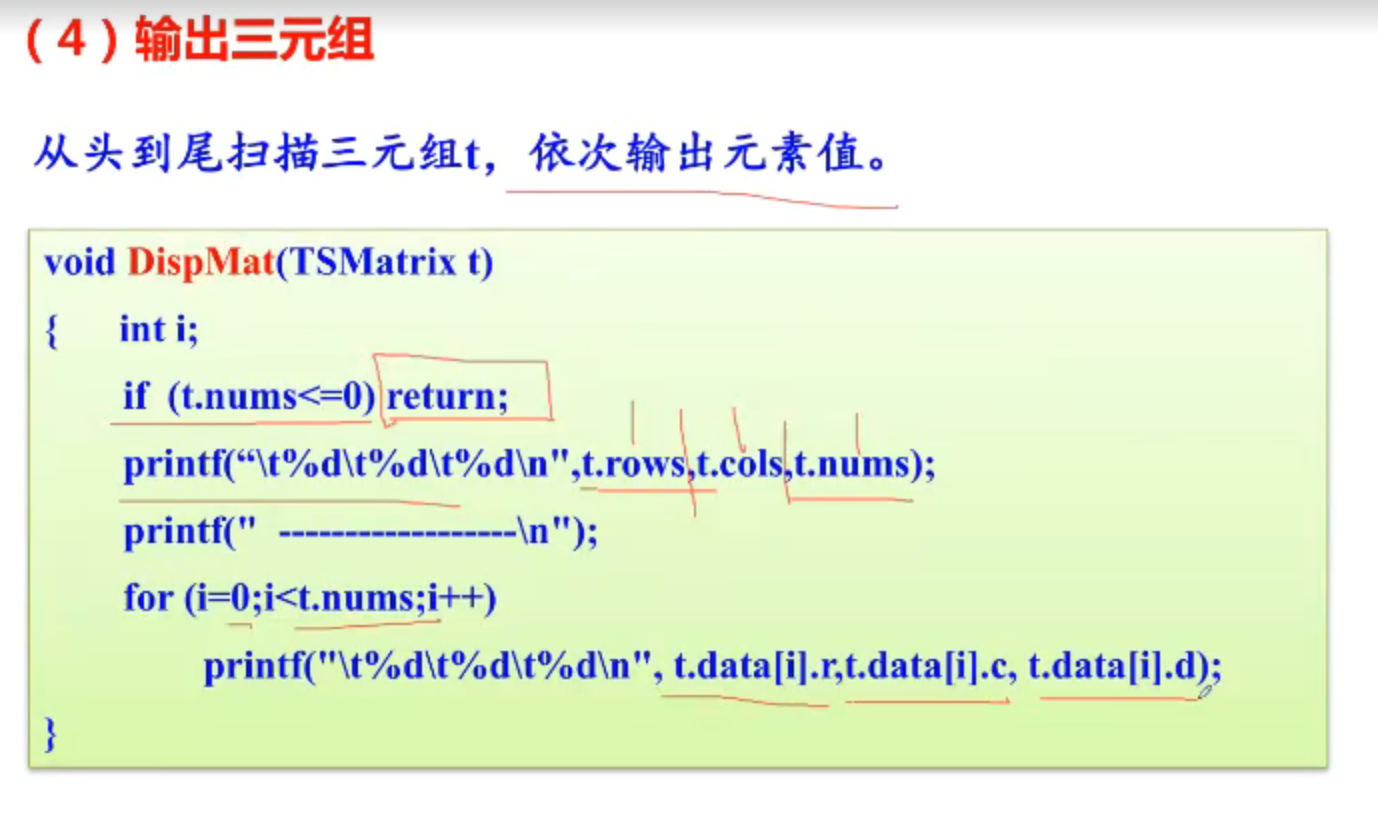 （4）输出三元组
从头到尾扫描三元组t，依次输出元素值。
void DispMat(TSMatrix t)
{ int i;
if (t.nums<=0) return;
printf(“\t%d\t%d\t%d\n",t.rows,t.cols,t.nums);
printf(" ------------------\n");
for (i=0;i<t.nums;i++)
printf("\t%d\t%d\t%d\n", t.data[i].r,t.data[i].c, t.data[i].d);
}